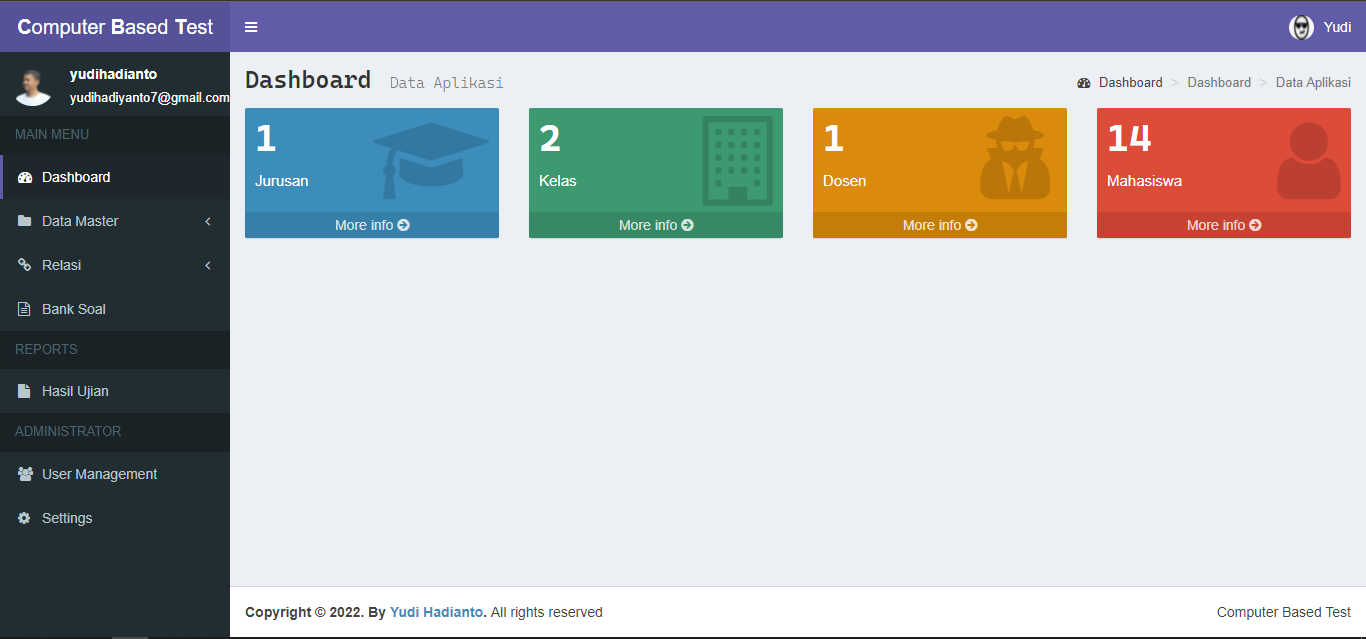 Computer Based Test
Yudi
yudihadianto
yudihadiyanto7@gmail.com
MAIN MENU
Dashboard
Data Master
Relasi
Bank Soal
REPORTS
Hasil Ujian
ADMINISTRATOR
User Management
Settings
Dashboard Data Aplikasi
Dashboard > Dashboard > Data Aplikasi
1
Jurusan
More info
2
Kelas
More info
1
Dosen
More info
14
Mahasiswa
More info
Copyright © 2022. By Yudi Hadianto. All rights reserved
Computer Based Test